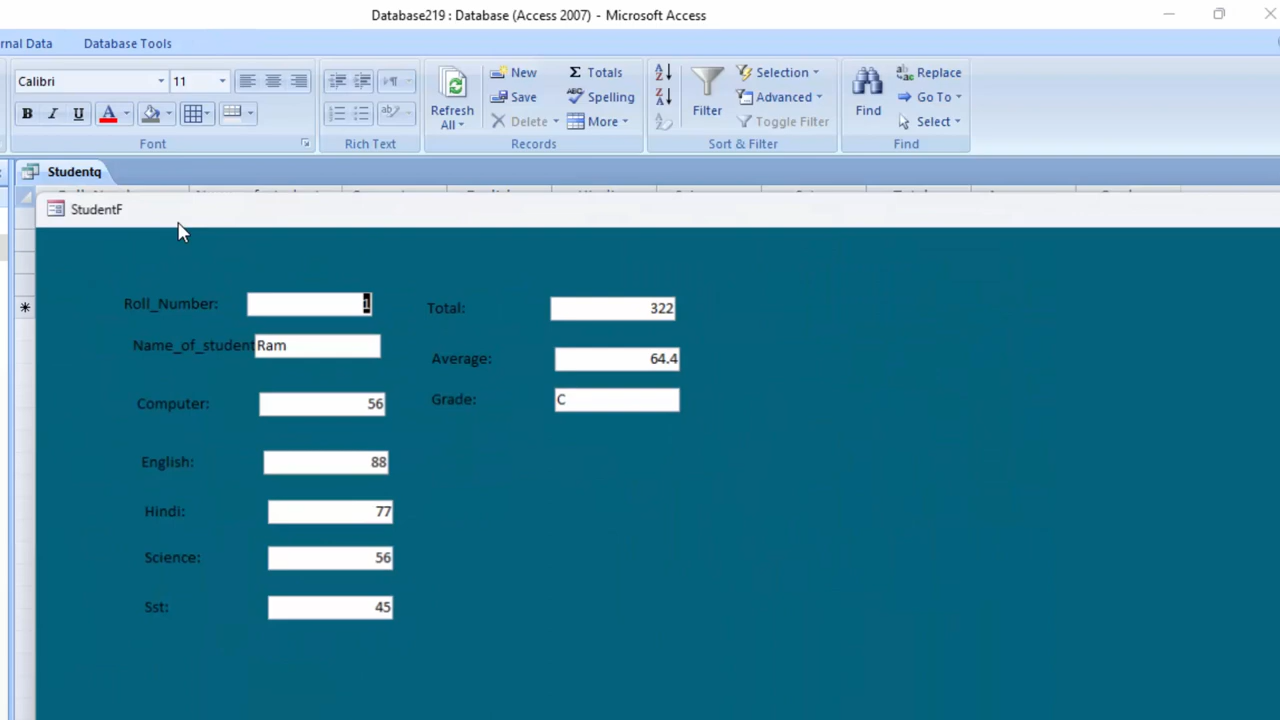 Database219 : Database (Access 2007) - Microsoft Access
rnal Data Database Tools
Calibri 11
B I U
Font
Rich Text
Refresh All
New
Save
Delete
Totals
Spelling
More
Records
Filter
Selection
Advanced
Toggle Filter
Sort & Filter
Find
Replace
Go To
Select
Find
Studentq
StudentF
Roll_Number: 1
Name_of_student Ram
Computer: 56
English: 88
Hindi: 77
Science: 56
Sst: 45
Total: 322
Average: 64.4
Grade: C